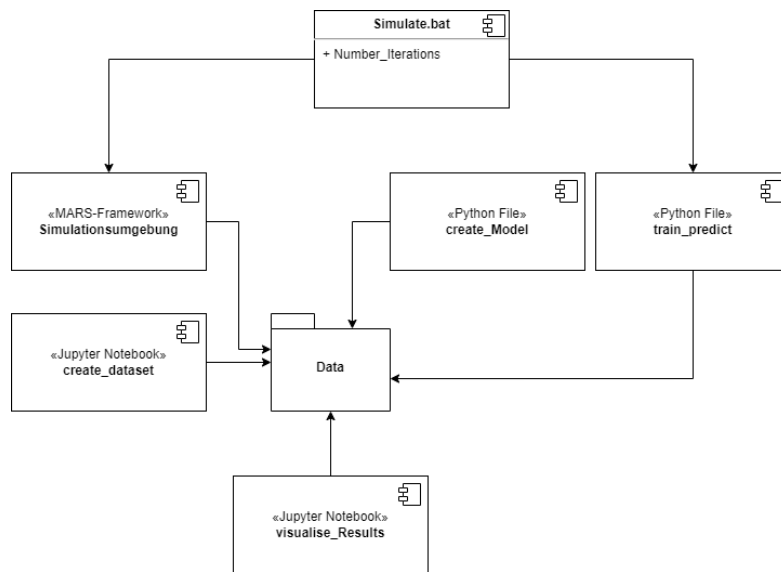 Simulate.bat
+ Number_Iterations
«MARS-Framework»
Simulationsumgebung
«Python File»
create_Model
«Python File»
train_predict
«Jupyter Notebook»
create_dataset
Data
«Jupyter Notebook»
visualise_Results